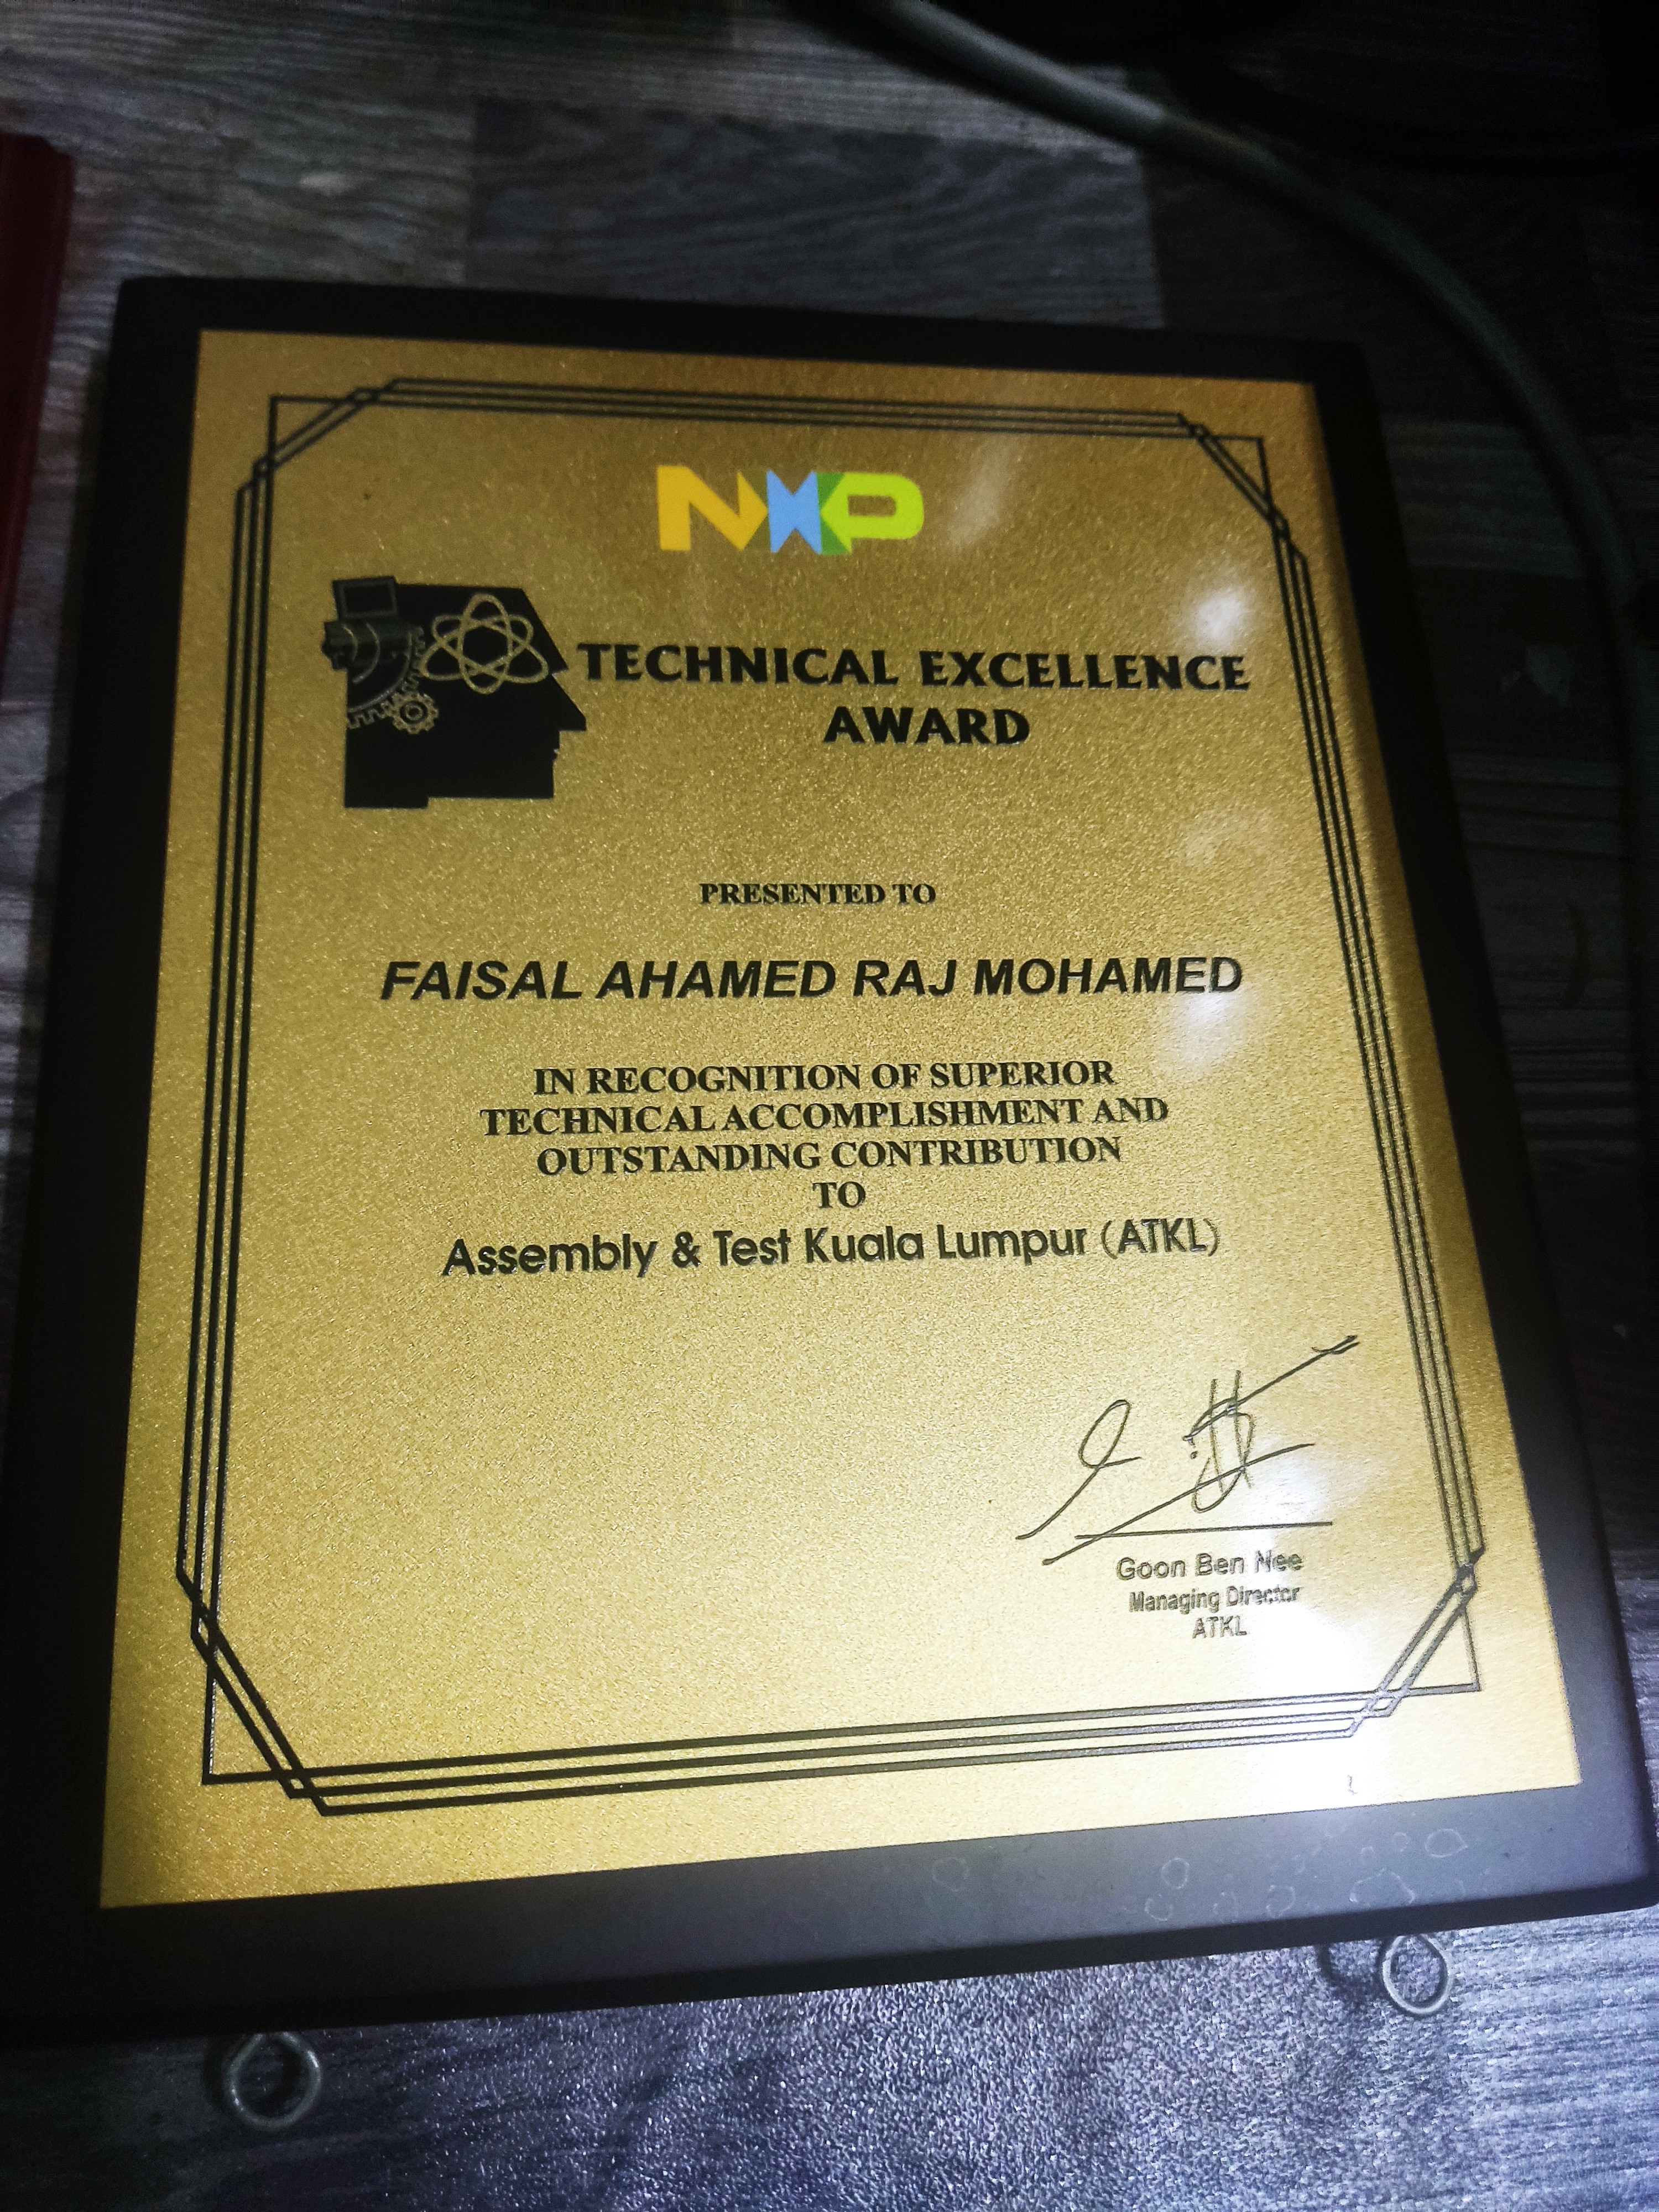 NXP
TECHNICAL EXCELLENCE
AWARD
PRESENTED TO
FAISAL AHAMED RAJ MOHAMED
IN RECOGNITION OF SUPERIOR
TECHNICAL ACCOMPLISHMENT AND
OUTSTANDING CONTRIBUTION
TO
Assembly & Test Kuala Lumpur (ATKL)
Goon Ben Nee
Managing Director
ATKL